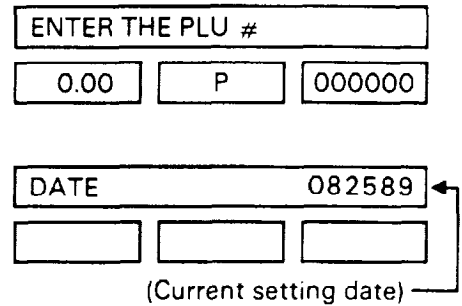 ENTER THE PLU #
0.00 P 000000
DATE 082589
(Current setting date)